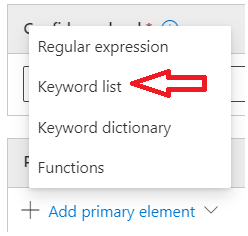 Regular expression
Keyword list
Keyword dictionary
Functions
Add primary element